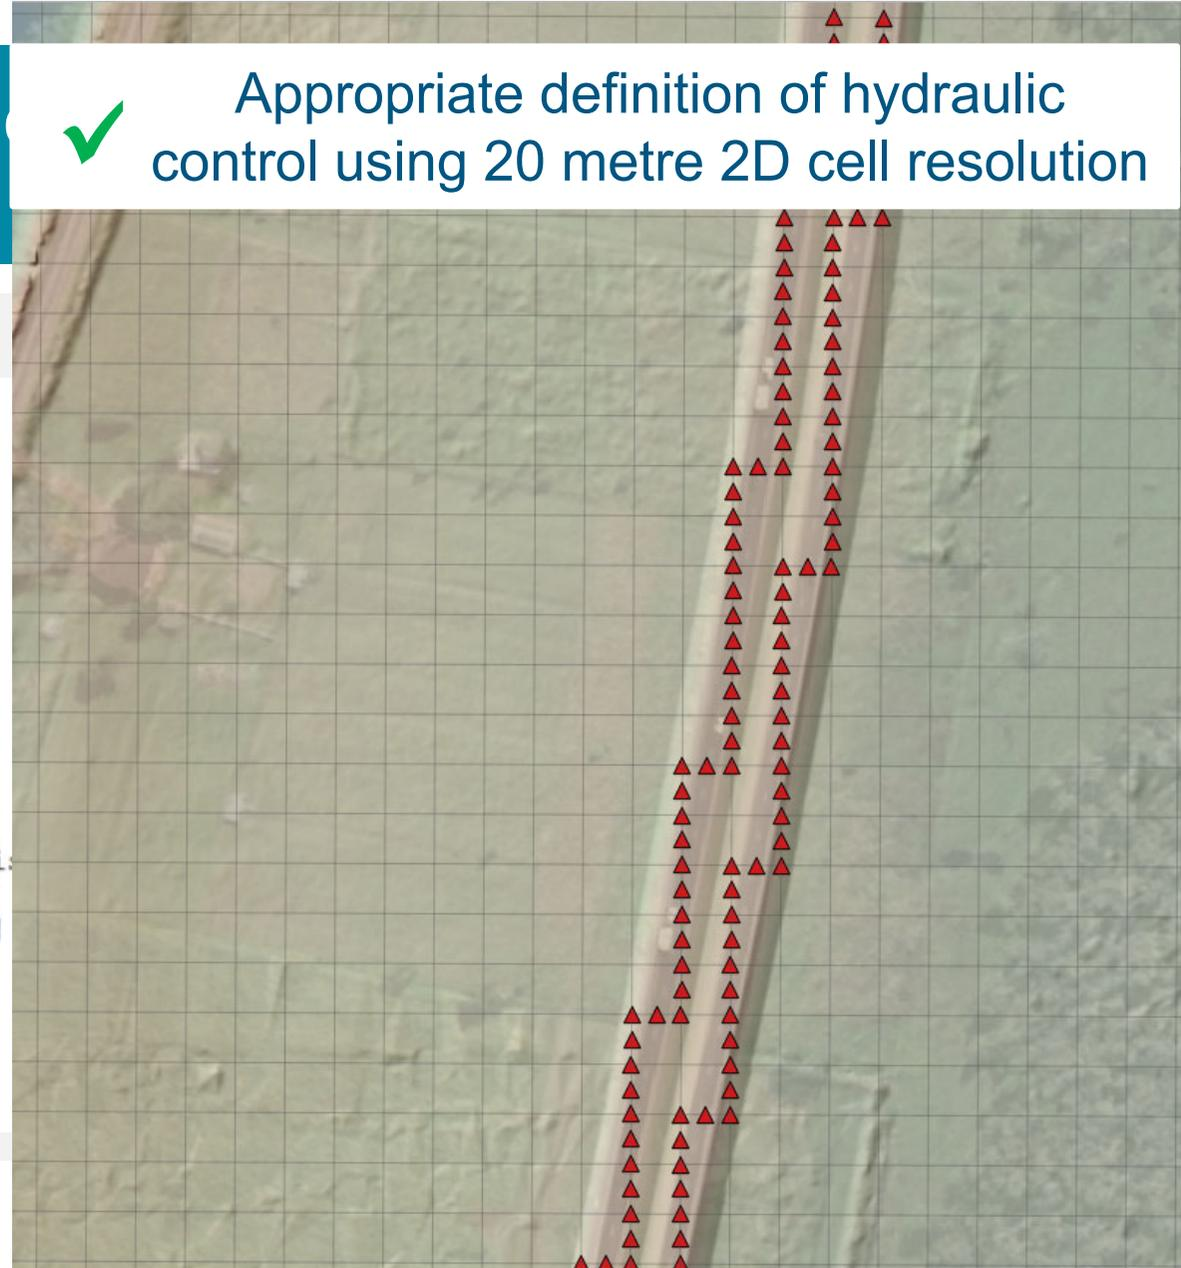 Appropriate definition of hydraulic
control using 20 metre 2D cell resolution